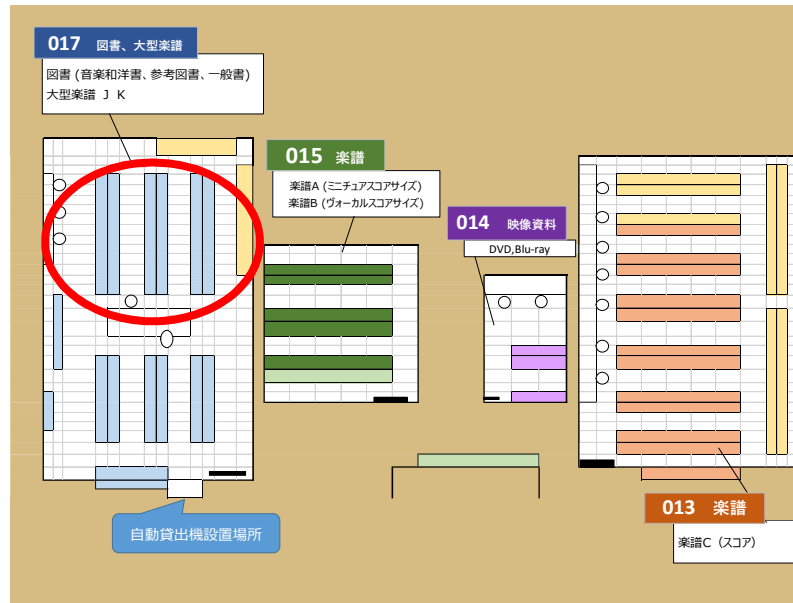 017 図書、大型楽譜
図書 (音楽和洋書、参考図書、一般書)
大型楽譜 J K
015 楽譜
楽譜A (ミニチュアスコアサイズ)
楽譜B (ヴォーカルスコアサイズ)
014 映像資料
DVD,Blu-ray
013 楽譜
楽譜C (スコア)
自動貸出機設置場所